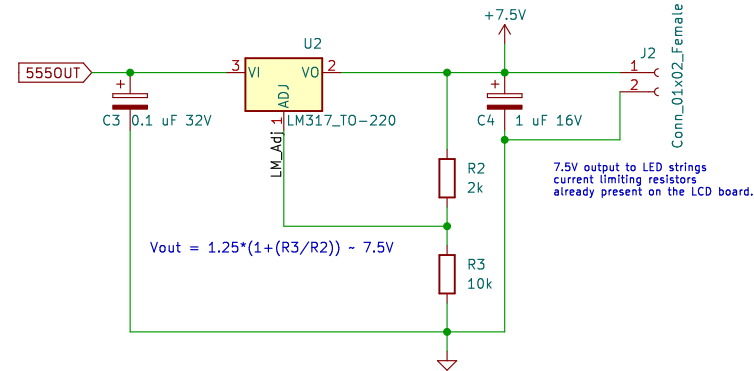 +7.5V
U2
J2
Conn_01x02_Female
555OUT
3
VI
VO
2
1
2
ADJ
1
+
C3
0.1 uF 32V
LM317_TO-220
+
C4
1 uF 16V
LM_Adj
R2
2k
7.5V output to LED strings
current limiting resistors
already present on the LCD board.
Vout = 1.25*(1+(R3/R2)) ~ 7.5V
R3
10k